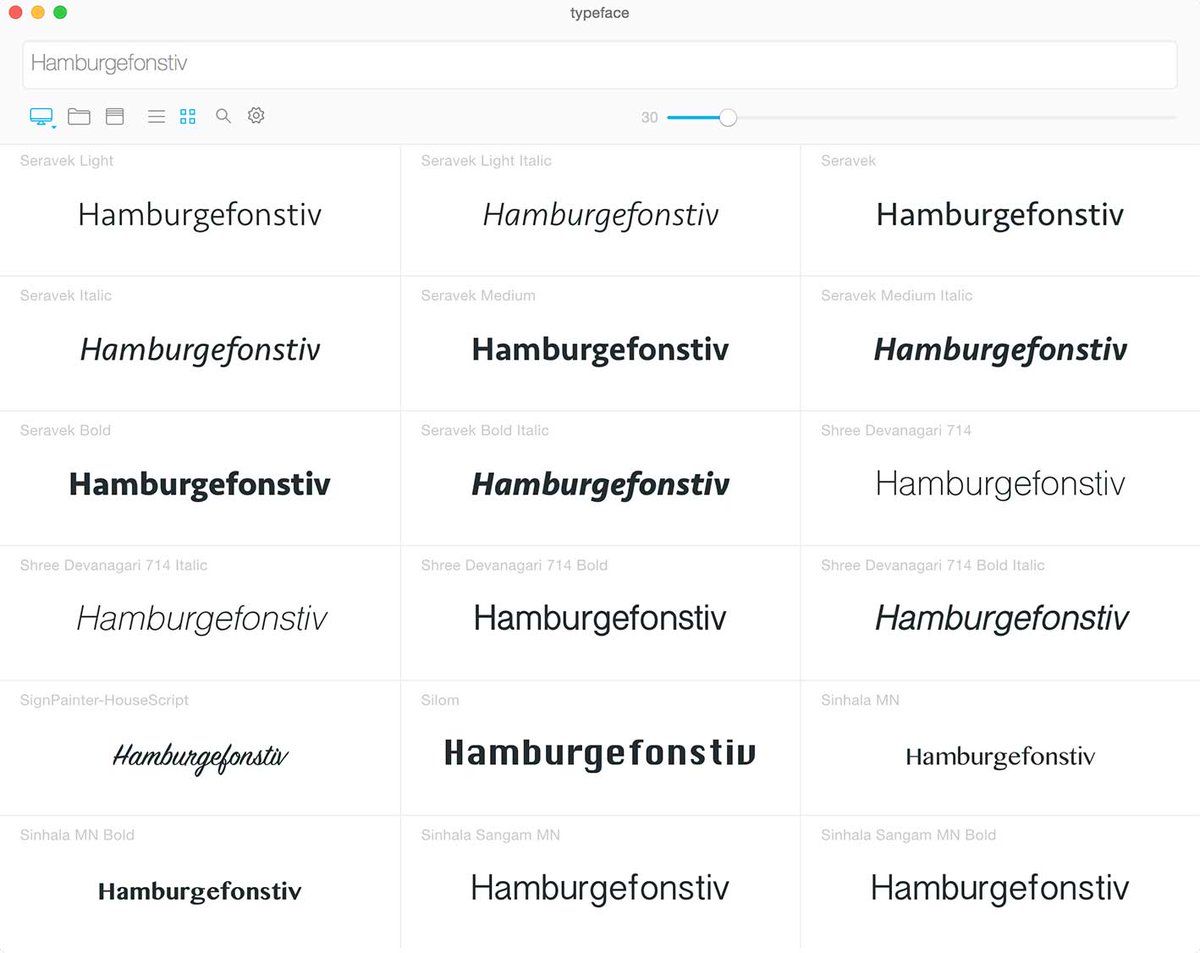 typeface
Hamburgefonstiv
30
Seravek Light
Seravek Light Italic
Seravek
Hamburgefonstiv
Hamburgefonstiv
Hamburgefonstiv
Seravek Italic
Seravek Medium
Seravek Medium Italic
Hamburgefonstiv
Hamburgefonstiv
Hamburgefonstiv
Seravek Bold
Seravek Bold Italic
Shree Devanagari 714
Hamburgefonstiv
Hamburgefonstiv
Hamburgefonstiv
Shree Devanagari 714 Italic
Shree Devanagari 714 Bold
Shree Devanagari 714 Bold Italic
Hamburgefonstiv
Hamburgefonstiv
Hamburgefonstiv
SignPainter-HouseScript
Silom
Sinhala MN
Hamburgefonstiv
Hamburgefonstiv
Hamburgefonstiv
Sinhala MN Bold
Sinhala Sangam MN
Sinhala Sangam MN Bold
Hamburgefonstiv
Hamburgefonstiv
Hamburgefonstiv